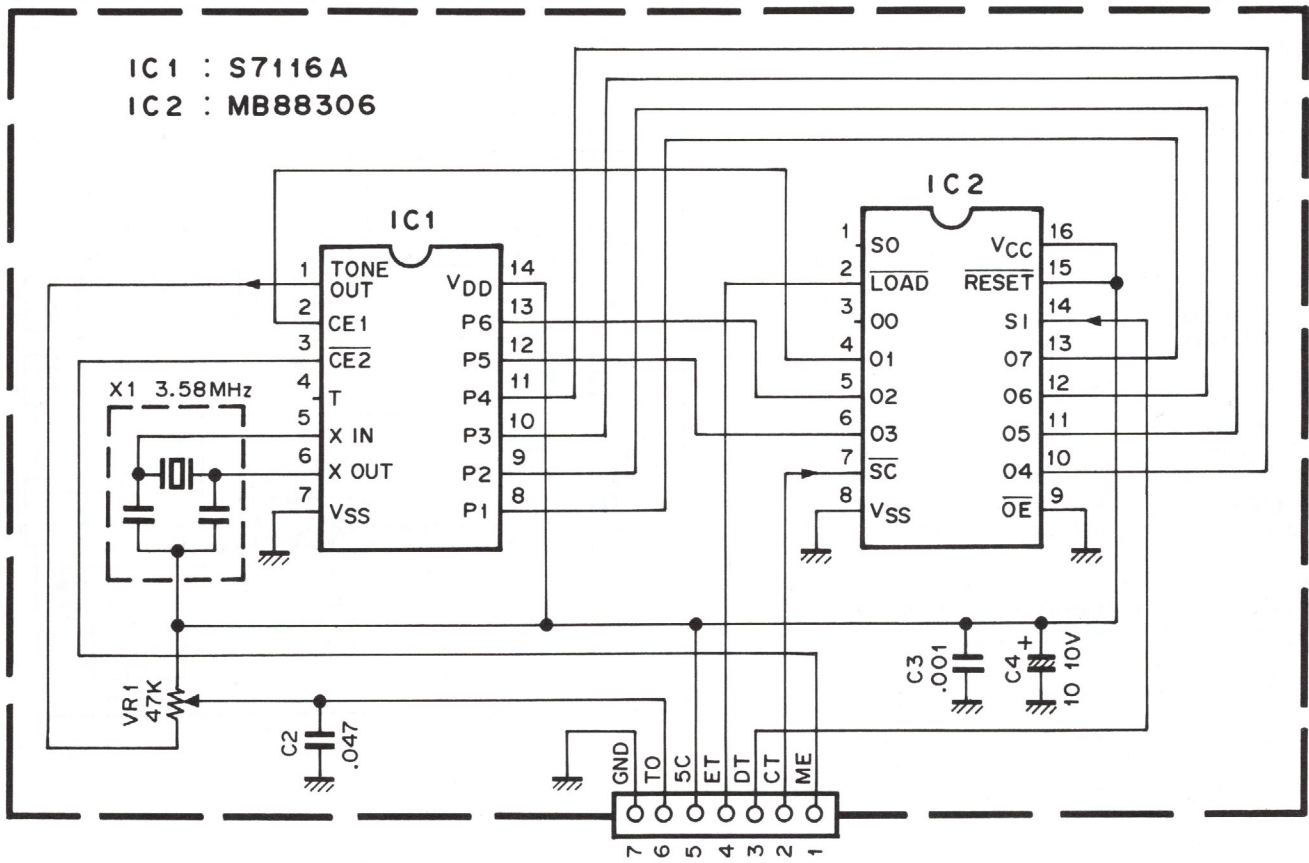 IC1 : S7116A
IC2 : MB88306
IC1
1
TONE
OUT
2
CE1
3
CE2
4
T
5
X IN
6
X OUT
7
VSS
14
VDD
13
P6
12
P5
11
P4
10
P3
9
P2
8
P1
X1 3.58MHz
IC2
1
SO
2
LOAD
3
O0
4
O1
5
O2
6
O3
7
SC
8
VSS
16
VCC
15
RESET
14
SI
13
O7
12
O6
11
O5
10
O4
9
OE
VR1
47K
C2
.047
C3
.001
C4
+
10 10V
GND
TO
5C
ET
DT
CT
ME
7
6
5
4
3
2
1